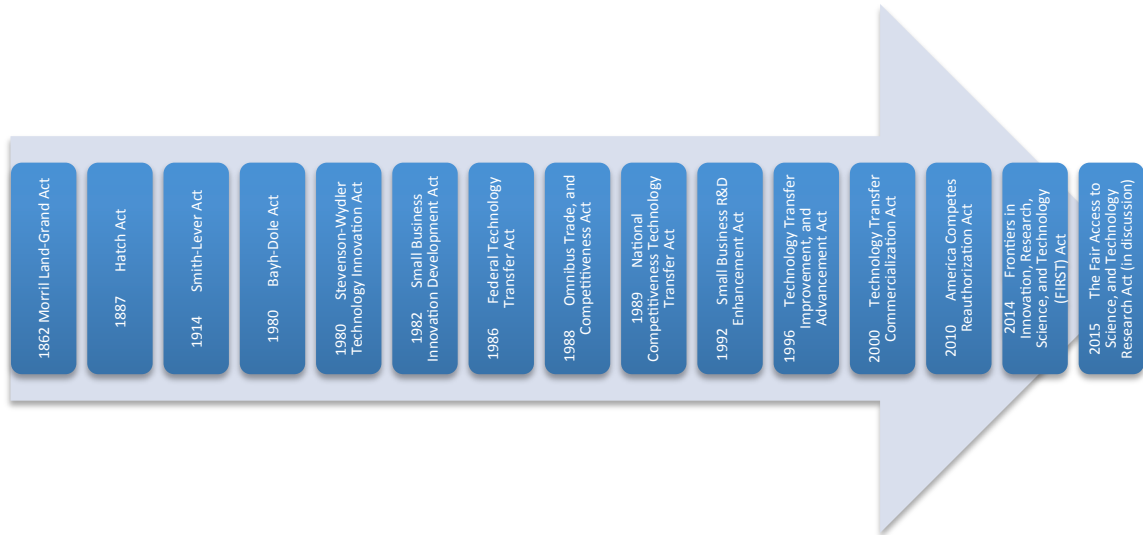 1862 Morril Land-Grand Act
1887 Hatch Act
1914 Smith-Lever Act
1980 Bayh-Dole Act
1980 Stevenson-Wydler
Technology Innovation Act
1982 Small Business
Innovation Development Act
1986 Federal Technology
Transfer Act
1988 Omnibus Trade, and
Competitiveness Act
1989 National
Competitiveness Technology
Transfer Act
1992 Small Business R&D
Enhancement Act
1996 Technology Transfer
Improvement, and
Advancement Act
2000 Technology Transfer
Commercialization Act
2010 America Competes
Reauthorization Act
2014 Frontiers in
Innovation, Research,
Science, and Technology
(FIRST) Act
2015 The Fair Access to
Science, and Technology
Research Act (in discussion)